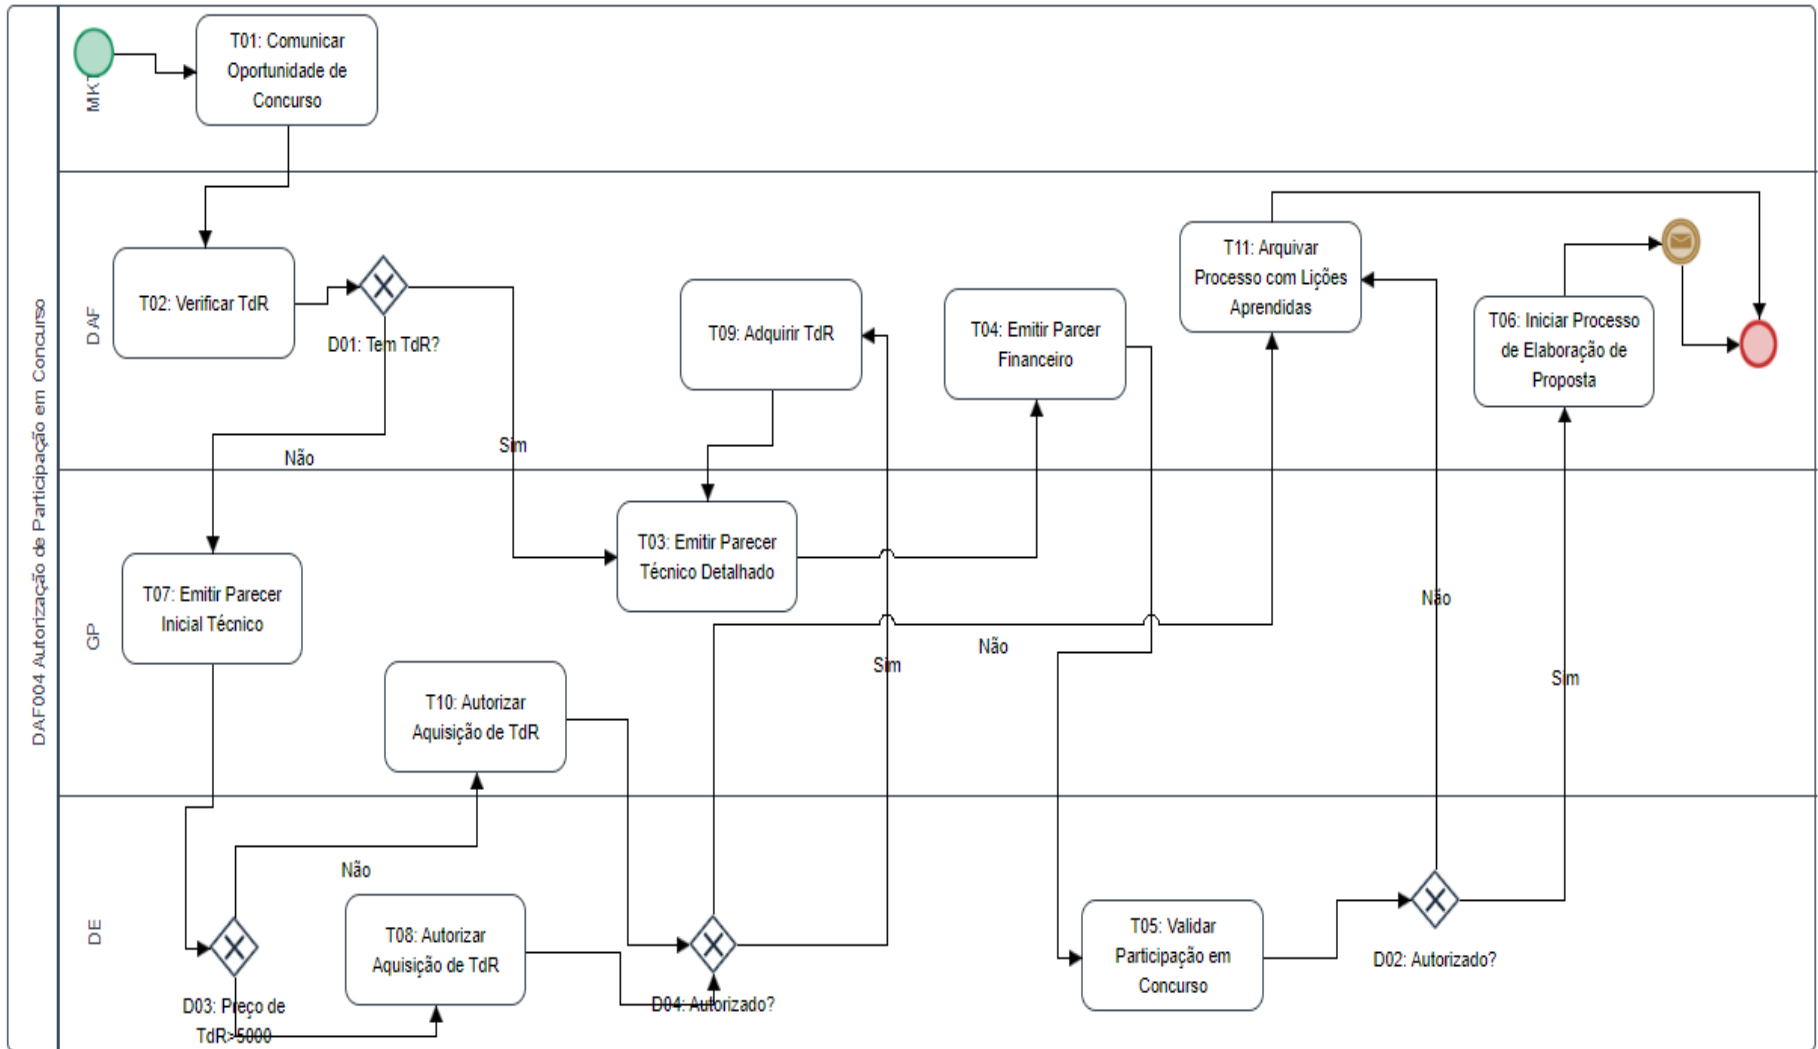 DAF004 Autorização de Participação em Concurso
MKT
T01: Comunicar
Oportunidade de
Concurso
DAF
T02: Verificar TdR
D01: Tem TdR?
Não
Sim
T09: Adquirir TdR
T04: Emitir Parcer
Financeiro
T11: Arquivar
Processo com Lições
Aprendidas
T06: Iniciar Processo
de Elaboração de
Proposta
GP
T07: Emitir Parecer
Inicial Técnico
T03: Emitir Parecer
Técnico Detalhado
T10: Autorizar
Aquisição de TdR
Sim
Não
Não
Sim
DE
Não
D03: Preço de
TdR>5000
T08: Autorizar
Aquisição de TdR
D04: Autorizado?
T05: Validar
Participação em
Concurso
D02: Autorizado?